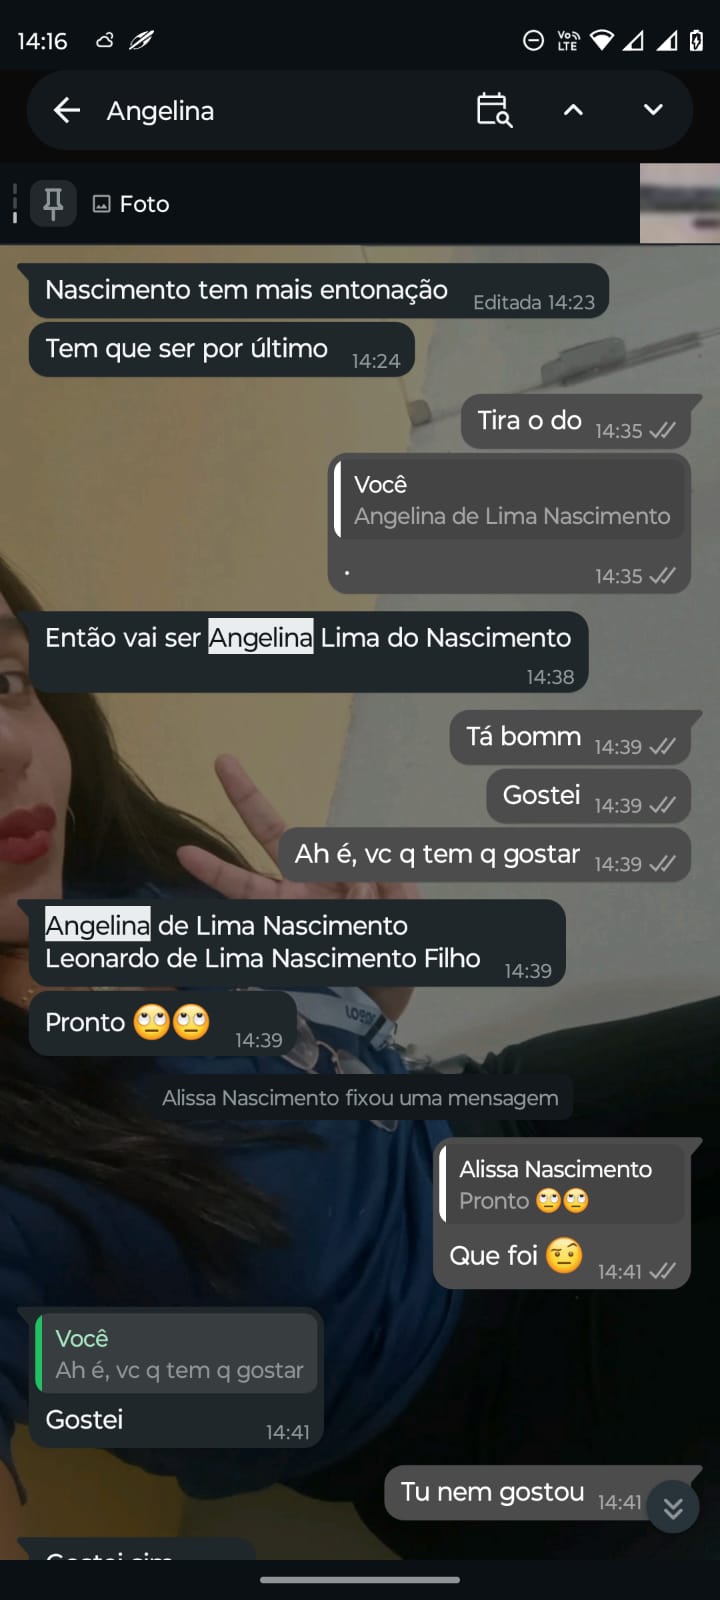 14:16
Vo))
LTE
Angelina
Foto
Nascimento tem mais entonação
Editada 14:23
Tem que ser por último
14:24
Tira o do
14:35
Você
Angelina de Lima Nascimento
.
14:35
Então vai ser Angelina Lima do Nascimento
14:38
Tá bomm
14:39
Gostei
14:39
Ah é, vc q tem q gostar
14:39
Angelina de Lima Nascimento
Leonardo de Lima Nascimento Filho
14:39
Pronto 🙄🙄
14:39
Alissa Nascimento fixou uma mensagem
Alissa Nascimento
Pronto 🙄🙄
Que foi 🤨
14:41
Você
Ah é, vc q tem q gostar
Gostei
14:41
Tu nem gostou
14:41
Gostei sim